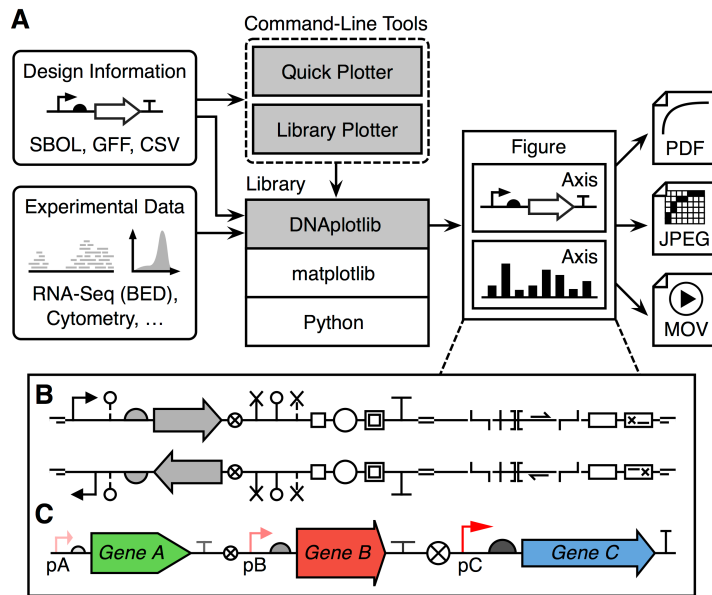 A
Command-Line Tools
Design Information
SBOL, GFF, CSV
Quick Plotter
Library Plotter
Experimental Data
RNA-Seq (BED),
Cytometry, ...
Library
DNAplotlib
matplotlib
Python
Figure
Axis
Axis
PDF
JPEG
MOV
B
C
pA
Gene A
pB
Gene B
pC
Gene C